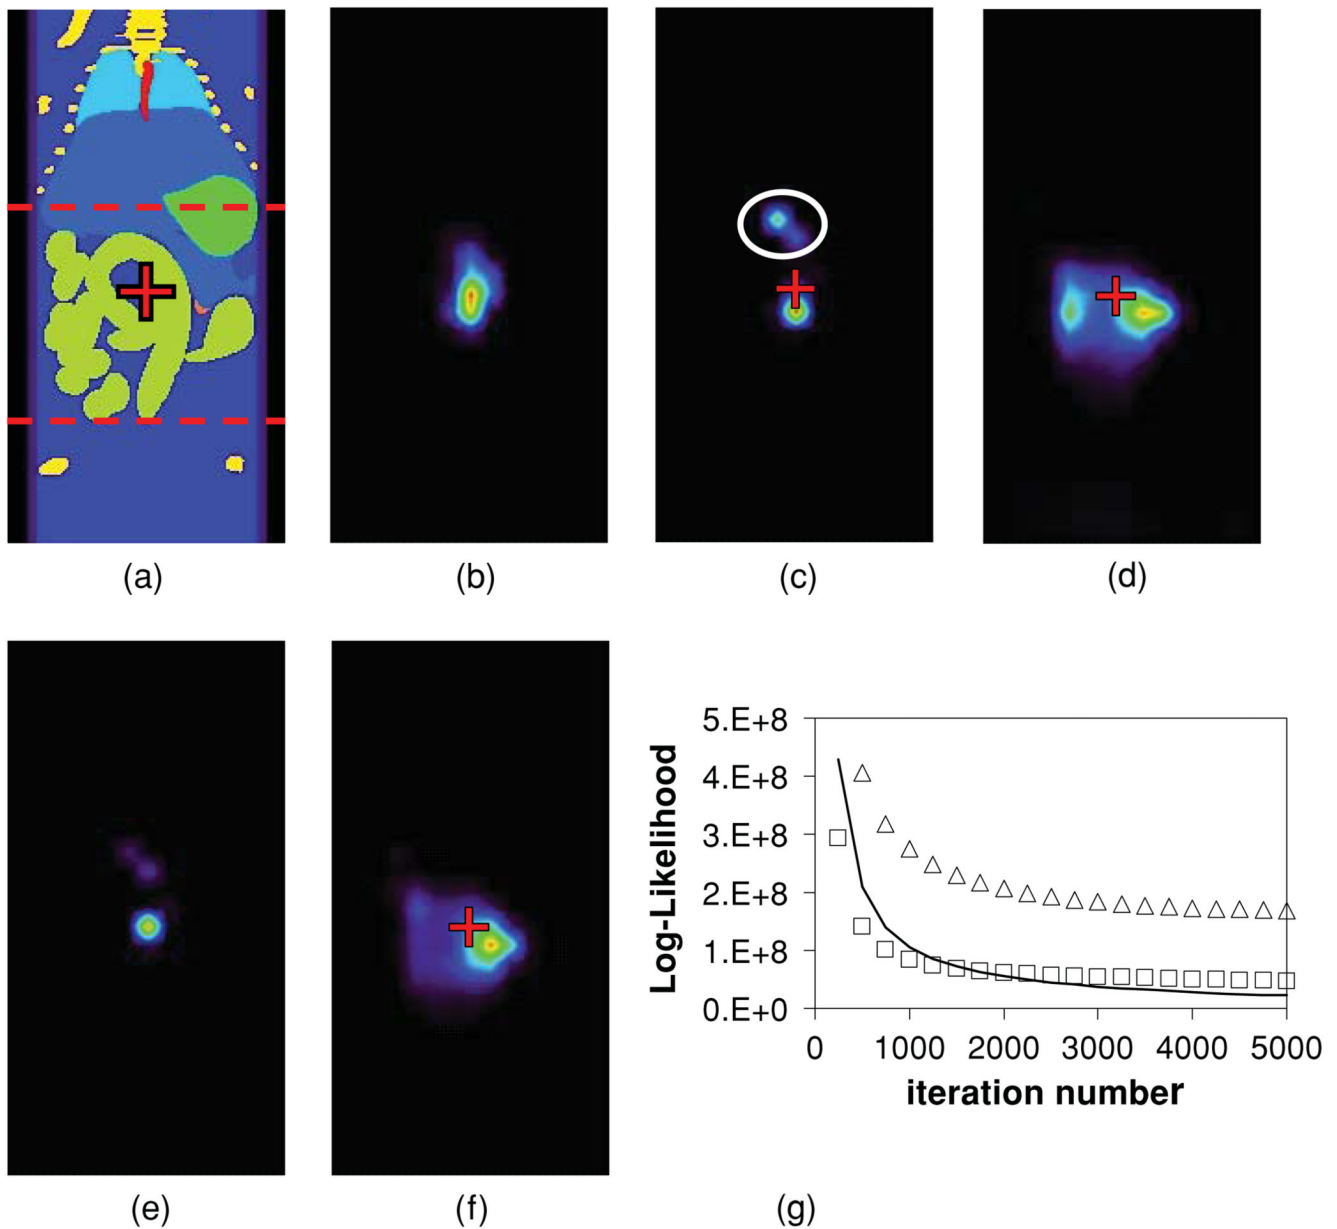 (a) (b) (c) (d)
(e) (f) (g)
Log-Likelihood
5.E+8
4.E+8
3.E+8
2.E+8
1.E+8
0.E+0
0 1000 2000 3000 4000 5000
iteration number